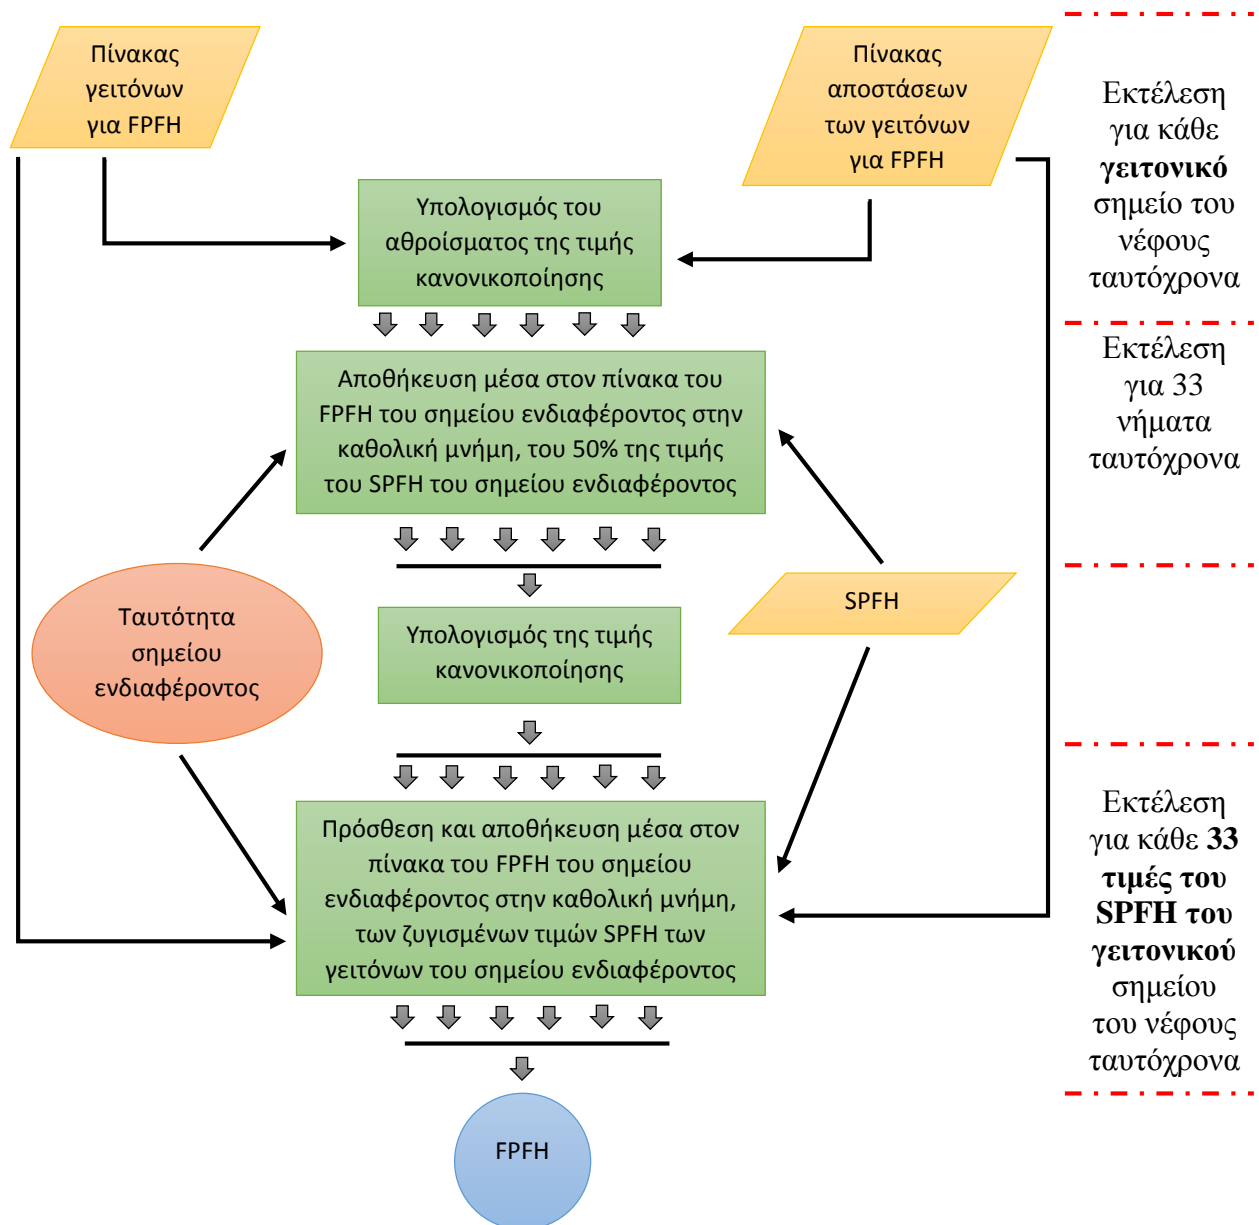 Πίνακας
γειτόνων
για FPFH
Πίνακας
αποστάσεων
των γειτόνων
για FPFH
Εκτέλεση
για κάθε
γειτονικό
σημείο του
νέφους
ταυτόχρονα
Υπολογισμός του
αθροίσματος της τιμής
κανονικοποίησης
Εκτέλεση
για 33
νήματα
ταυτόχρονα
Αποθήκευση μέσα στον πίνακα του
FPFH του σημείου ενδιαφέροντος στην
καθολική μνήμη, του 50% της τιμής
του SPFH του σημείου ενδιαφέροντος
Ταυτότητα
σημείου
ενδιαφέροντος
Υπολογισμός της τιμής
κανονικοποίησης
SPFH
Πρόσθεση και αποθήκευση μέσα στον
πίνακα του FPFH του σημείου
ενδιαφέροντος στην καθολική μνήμη,
των ζυγισμένων τιμών SPFH των
γειτόνων του σημείου ενδιαφέροντος
Εκτέλεση
για κάθε 33
τιμές του
SPFH του
γειτονικού
σημείου
του νέφους
ταυτόχρονα
FPFH